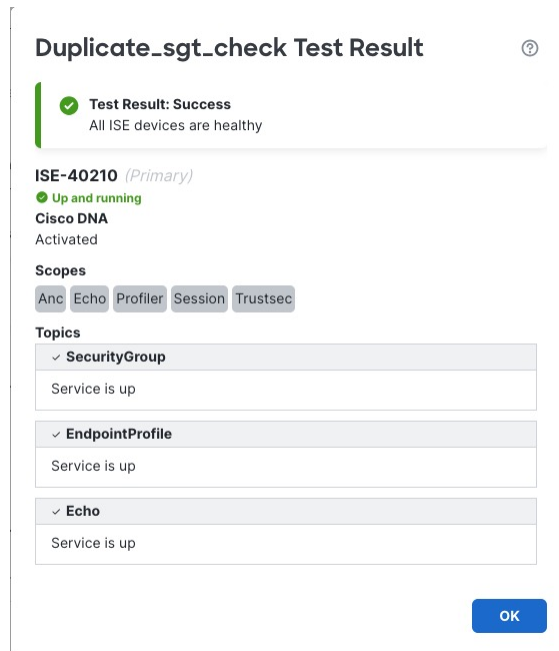 Duplicate_sgt_check Test Result
Test Result: Success
All ISE devices are healthy
ISE-40210 (Primary)
Up and running
Cisco DNA
Activated
Scopes
Anc Echo Profiler Session Trustsec
Topics
SecurityGroup
Service is up
EndpointProfile
Service is up
Echo
Service is up
OK